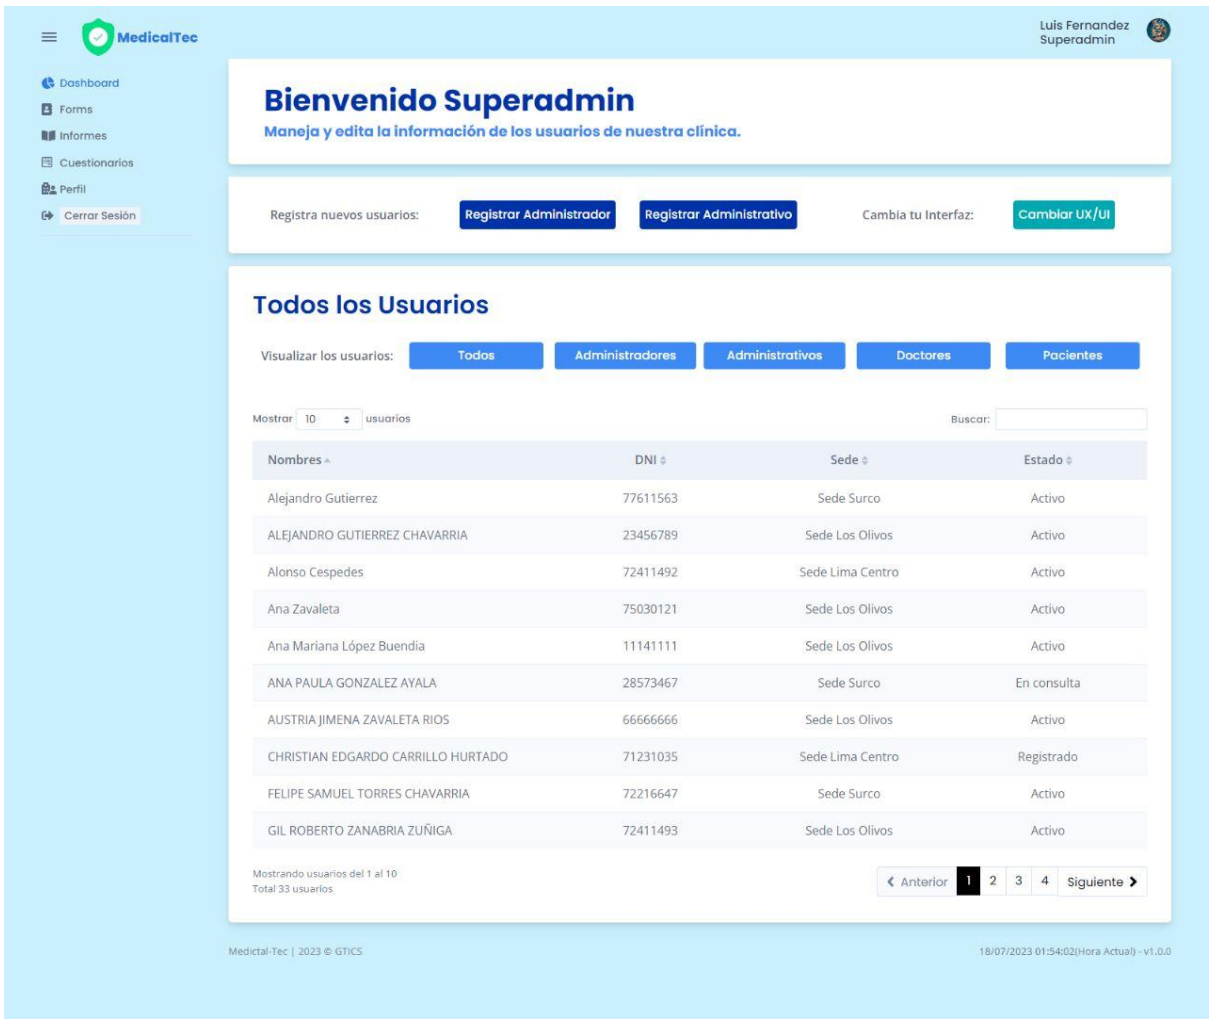 MedicalTec
Luis Fernandez
Superadmin
Dashboard
Forms
Informes
Cuestionarios
Perfil
Cerrar Sesión
Bienvenido Superadmin
Maneja y edita la información de los usuarios de nuestra clínica.
Registra nuevos usuarios: Registrar Administrador Registrar Administrativo Cambia tu Interfaz: Cambiar UX/UI
Todos los Usuarios
Visualizar los usuarios: Todos Administradores Administrativos Doctores Pacientes
Mostrar 10 usuarios Buscar:
Nombres DNI Sede Estado
Alejandro Gutierrez 77611563 Sede Surco Activo
ALEJANDRO GUTIERREZ CHAVARRIA 23456789 Sede Los Olivos Activo
Alonso Cespedes 72411492 Sede Lima Centro Activo
Ana Zavaleta 75030121 Sede Los Olivos Activo
Ana Mariana López Buendia 11141111 Sede Los Olivos Activo
ANA PAULA GONZALEZ AYALA 28573467 Sede Surco En consulta
AUSTRIA JIMENA ZAVALETA RIOS 66666666 Sede Los Olivos Activo
CHRISTIAN EDGARDO CARRILLO HURTADO 71231035 Sede Lima Centro Registrado
FELIPE SAMUEL TORRES CHAVARRIA 72216647 Sede Surco Activo
GIL ROBERTO ZANABRIA ZUÑIGA 72411493 Sede Los Olivos Activo
Mostrando usuarios del 1 al 10
Total 33 usuarios
Anterior 1 2 3 4 Siguiente
Medictal-Tec | 2023 © GTICS 18/07/2023 01:54:02(Hora Actual) - v1.0.0